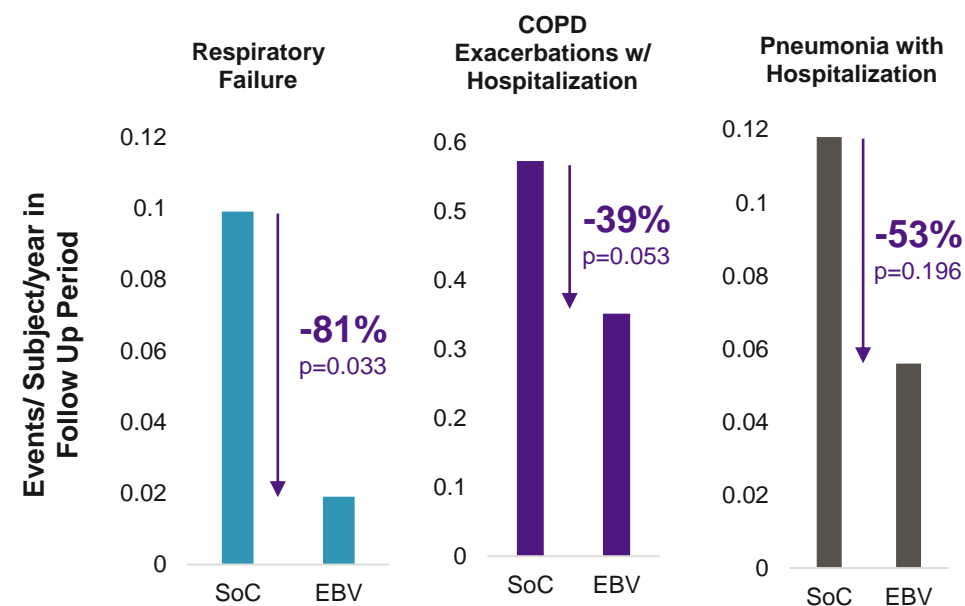 Events/ Subject/year in
Follow Up Period
Respiratory
Failure
0.12
0.1
0.08
0.06
0.04
0.02
0
-81%
p=0.033
SoC
EBV
COPD
Exacerbations w/
Hospitalization
0.6
0.5
0.4
0.3
0.2
0.1
0
-39%
p=0.053
SoC
EBV
Pneumonia with
Hospitalization
0.12
0.1
0.08
0.06
0.04
0.02
0
-53%
p=0.196
SoC
EBV